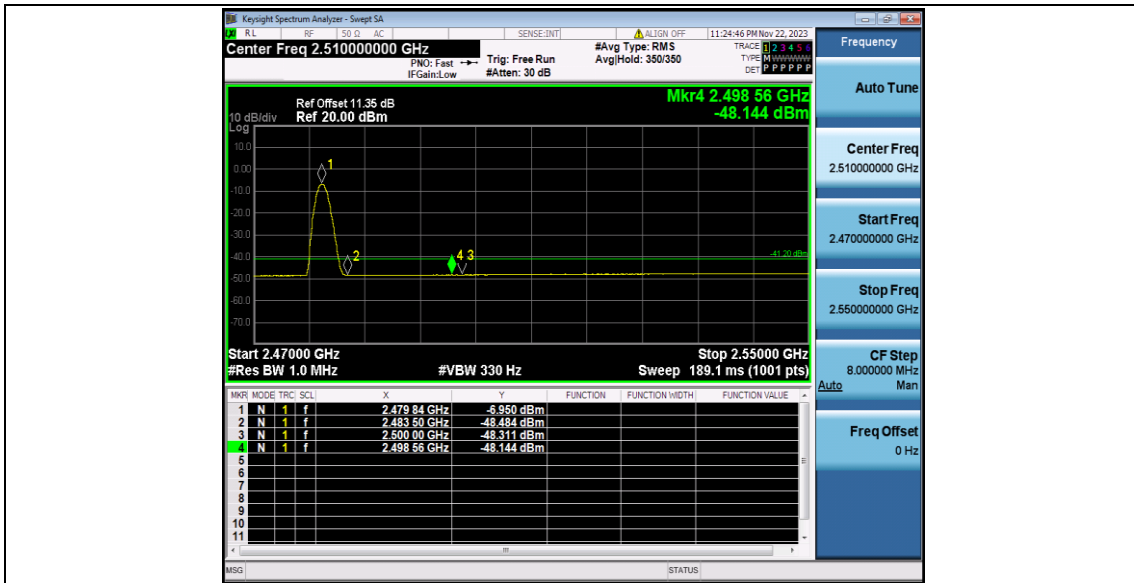 Keysight Spectrum Analyzer - Swept SA
RL RF 50 Ω AC SENSE:INT ALIGN OFF 11:24:46 PM Nov 22, 2023
Center Freq 2.510000000 GHz
PNO: Fast
IFGain:Low
Trig: Free Run
#Atten: 30 dB
#Avg Type: RMS
Avg|Hold: 350/350
TRACE 1 2 3 4 5 6
TYPE M WWWWW
DET P P P P P P
Mkr4 2.498 56 GHz
-48.144 dBm
Ref Offset 11.35 dB
10 dB/div Ref 20.00 dBm
Log
10.0
0.00
-10.0
-20.0
-30.0
-40.0
-50.0
-60.0
-70.0
1
2
4 3
-41.20 dBm
Start 2.47000 GHz Stop 2.55000 GHz
#Res BW 1.0 MHz #VBW 330 Hz Sweep 189.1 ms (1001 pts)
MKR MODE TRC SCL X Y FUNCTION FUNCTION WIDTH FUNCTION VALUE
1 N 1 f 2.479 84 GHz -6.950 dBm
2 N 1 f 2.483 50 GHz -48.484 dBm
3 N 1 f 2.500 00 GHz -48.311 dBm
4 N 1 f 2.498 56 GHz -48.144 dBm
5
6
7
8
9
10
11
MSG STATUS
Frequency
Auto Tune
Center Freq
2.510000000 GHz
Start Freq
2.470000000 GHz
Stop Freq
2.550000000 GHz
CF Step
8.000000 MHz
Auto Man
Freq Offset
0 Hz